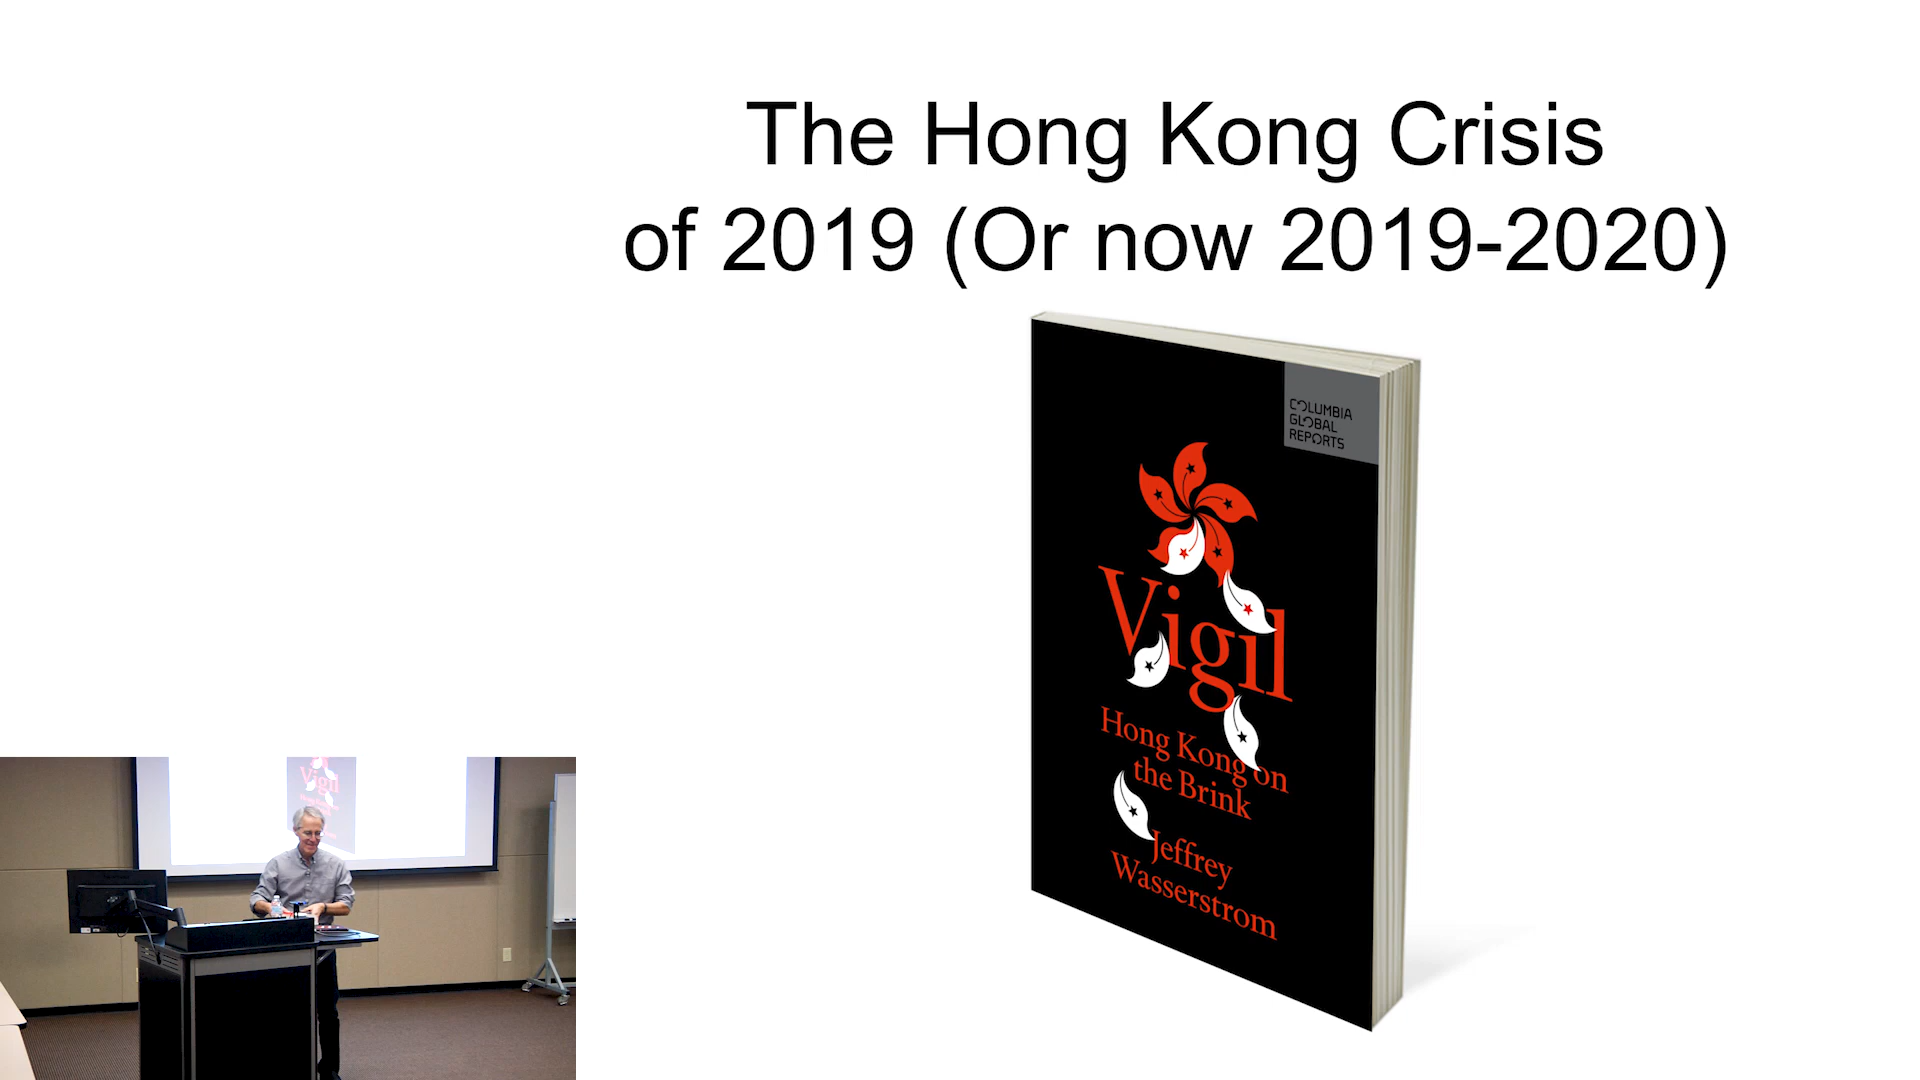 The Hong Kong Crisis
of 2019 (Or now 2019-2020)
COLUMBIA
GLOBAL
REPORTS
Vigil
Hong Kong on
the Brink
Jeffrey
Wasserstrom
Vigil